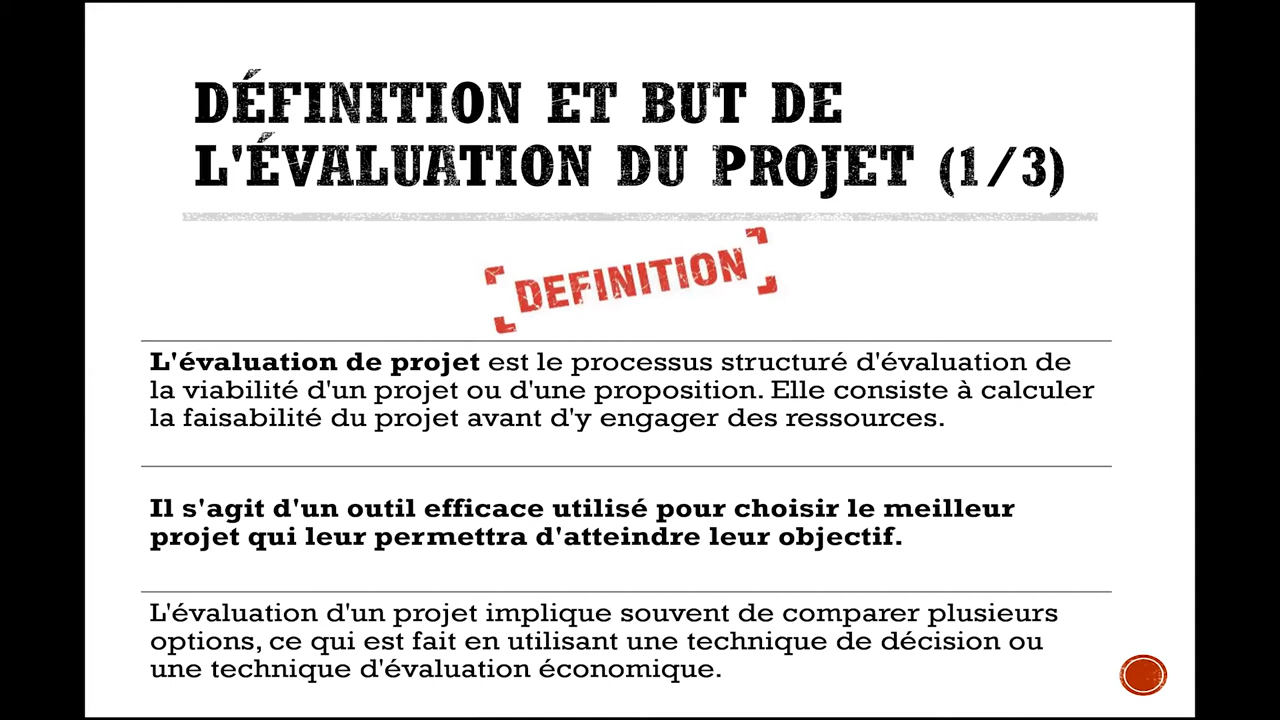 DÉFINITION ET BUT DE
L'ÉVALUATION DU PROJET (1/3)
DEFINITION
L'évaluation de projet est le processus structuré d'évaluation de
la viabilité d'un projet ou d'une proposition. Elle consiste à calculer
la faisabilité du projet avant d'y engager des ressources.
Il s'agit d'un outil efficace utilisé pour choisir le meilleur
projet qui leur permettra d'atteindre leur objectif.
L'évaluation d'un projet implique souvent de comparer plusieurs
options, ce qui est fait en utilisant une technique de décision ou
une technique d'évaluation économique.